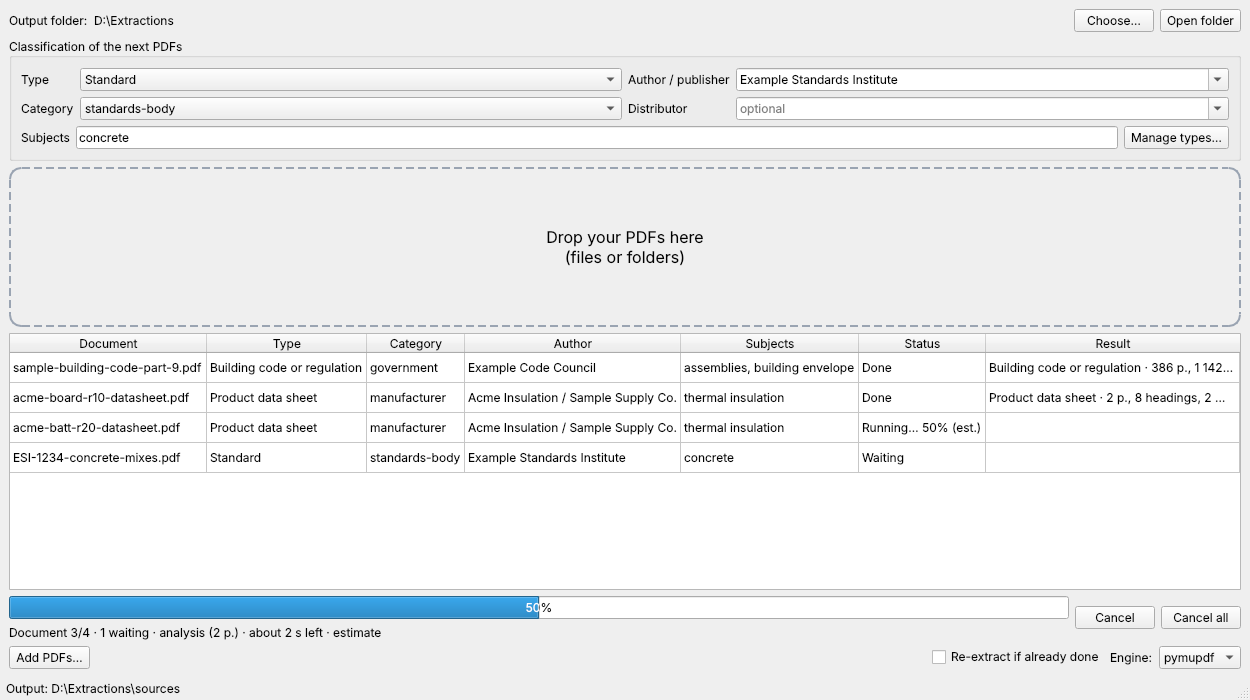 Output folder: D:\Extractions Choose... Open folder
Classification of the next PDFs
Type Standard Author / publisher Example Standards Institute
Category standards-body Distributor optional
Subjects concrete Manage types...
Drop your PDFs here
(files or folders)
Document Type Category Author Subjects Status Result
sample-building-code-part-9.pdf Building code or regulation government Example Code Council assemblies, building envelope Done Building code or regulation · 386 p., 1 142...
acme-board-r10-datasheet.pdf Product data sheet manufacturer Acme Insulation / Sample Supply Co. thermal insulation Done Product data sheet · 2 p., 8 headings, 2 ...
acme-batt-r20-datasheet.pdf Product data sheet manufacturer Acme Insulation / Sample Supply Co. thermal insulation Running... 50% (est.)
ESI-1234-concrete-mixes.pdf Standard standards-body Example Standards Institute concrete Waiting
50%
Cancel Cancel all
Document 3/4 · 1 waiting · analysis (2 p.) · about 2 s left · estimate
Add PDFs... Re-extract if already done Engine: pymupdf
Output: D:\Extractions\sources